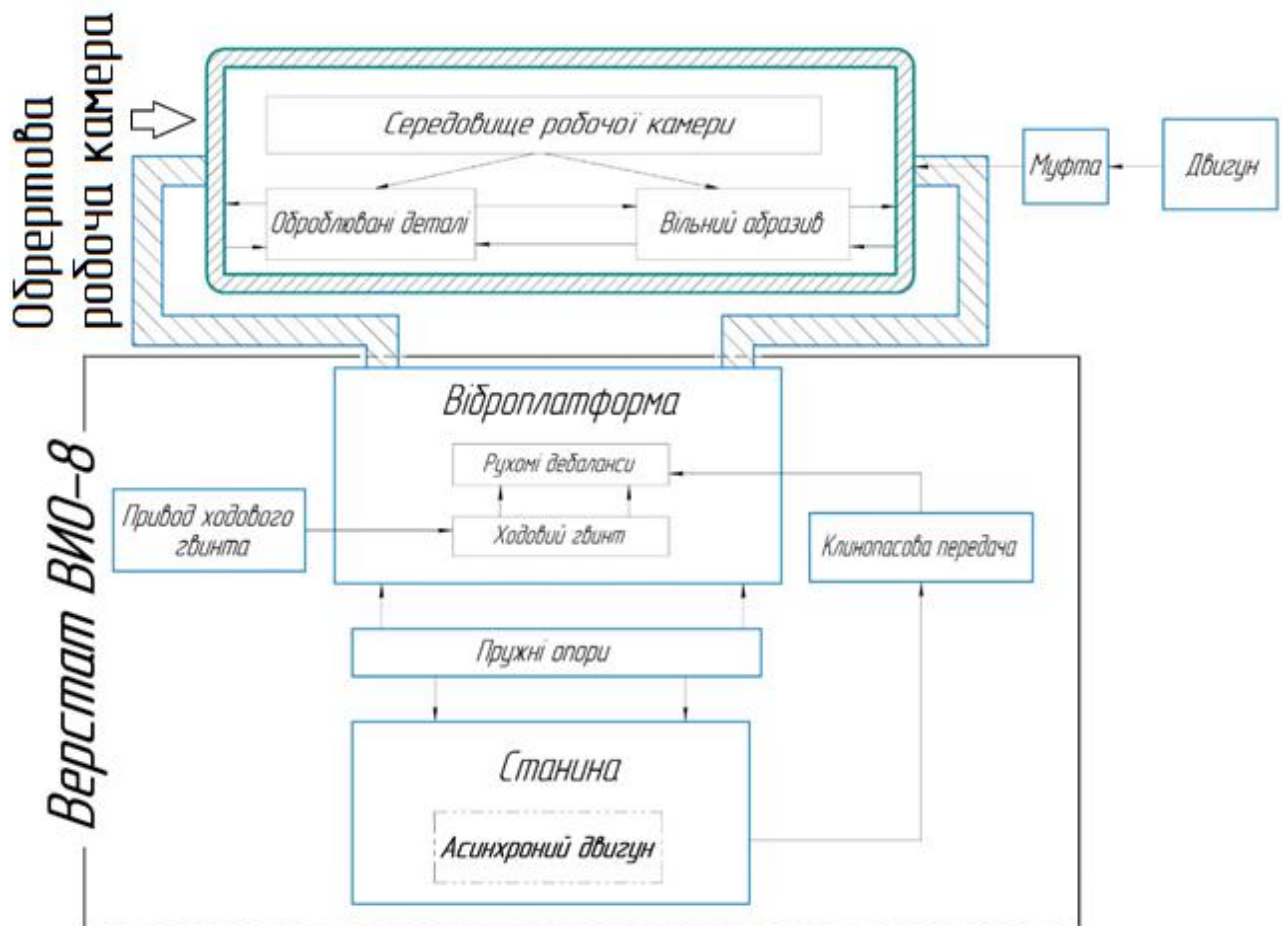 Обрертова
робоча камера
Середовище робочої камери
Оброблювані деталі
Вільний абразив
Муфта
Двигун
Верстат ВИО-8
Віброплатформа
Рухомі дебаланси
Ходовий гвинт
Привод ходового
гвинта
Клинопасова передача
Пружні опори
Станина
Асинхроний двигун